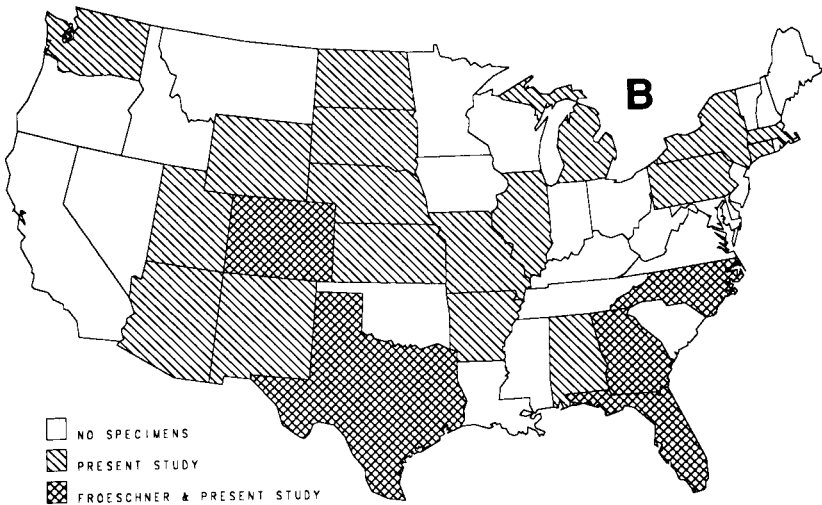 B
NO SPECIMENS
PRESENT STUDY
FROESCHNER & PRESENT STUDY